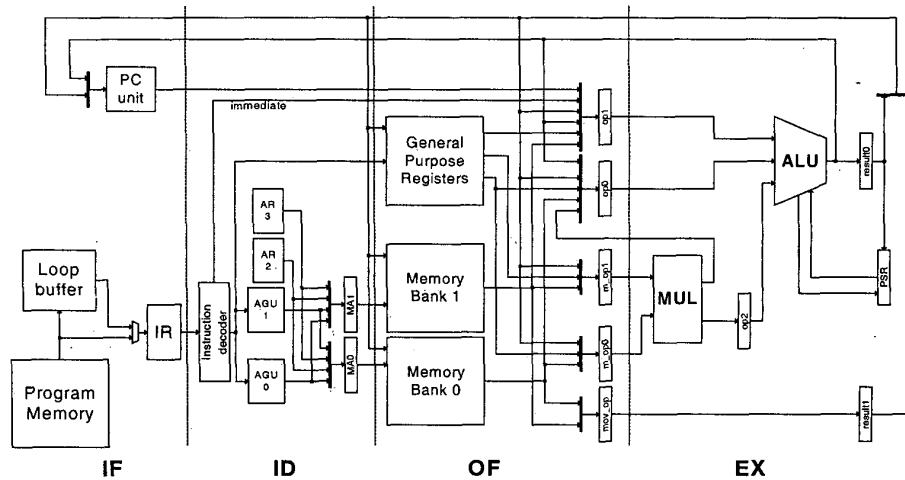 PC
unit
immediate
General
Purpose
Registers
op1
op0
ALU
result0
AR
3
AR
2
AGU
1
AGU
0
Loop
buffer
IR
instruction
decoder
Program
Memory
MA1
MA0
Memory
Bank 1
Memory
Bank 0
m_op1
m_op0
mov_op
MUL
op2
PSR
result1
IF
ID
OF
EX